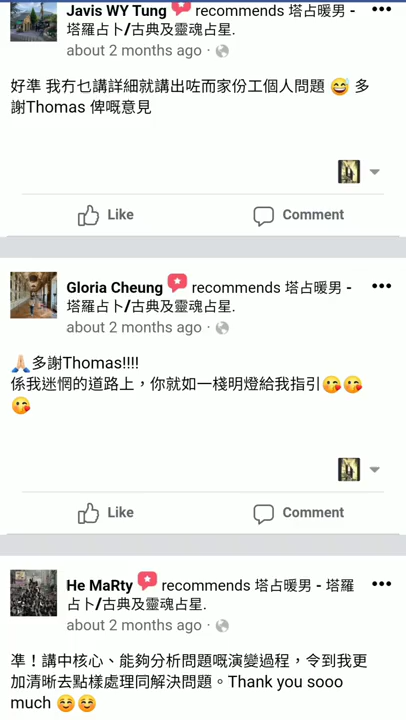 Javis WY Tung recommends 塔占暖男 -
塔羅占卜/古典及靈魂占星.
about 2 months ago ·
好準 我冇乜講詳細就講出咗而家份工個人問題 😅 多
謝Thomas 俾嘅意見
Like Comment
Gloria Cheung recommends 塔占暖男 -
塔羅占卜/古典及靈魂占星.
about 2 months ago ·
🙏🏻多謝Thomas!!!!
係我迷惘的道路上，你就如一棧明燈給我指引😘😘
😘
Like Comment
He MaRty recommends 塔占暖男 - 塔羅
占卜/古典及靈魂占星.
about 2 months ago ·
準！講中核心、能夠分析問題嘅演變過程，令到我更
加清晰去點樣處理同解決問題。Thank you sooo
much ☺️☺️